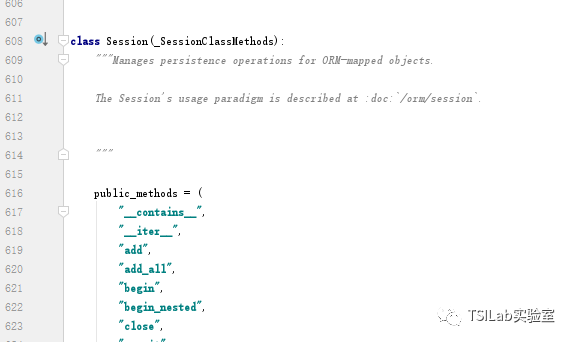 606
607
608 class Session(_SessionClassMethods):
609 """Manages persistence operations for ORM-mapped objects.
610
611 The Session's usage paradigm is described at :doc:`/orm/session`.
612
613
614 """
615
616 public_methods = (
617 "__contains__",
618 "__iter__",
619 "add",
620 "add_all",
621 "begin",
622 "begin_nested",
623 "close",
TSILab实验室